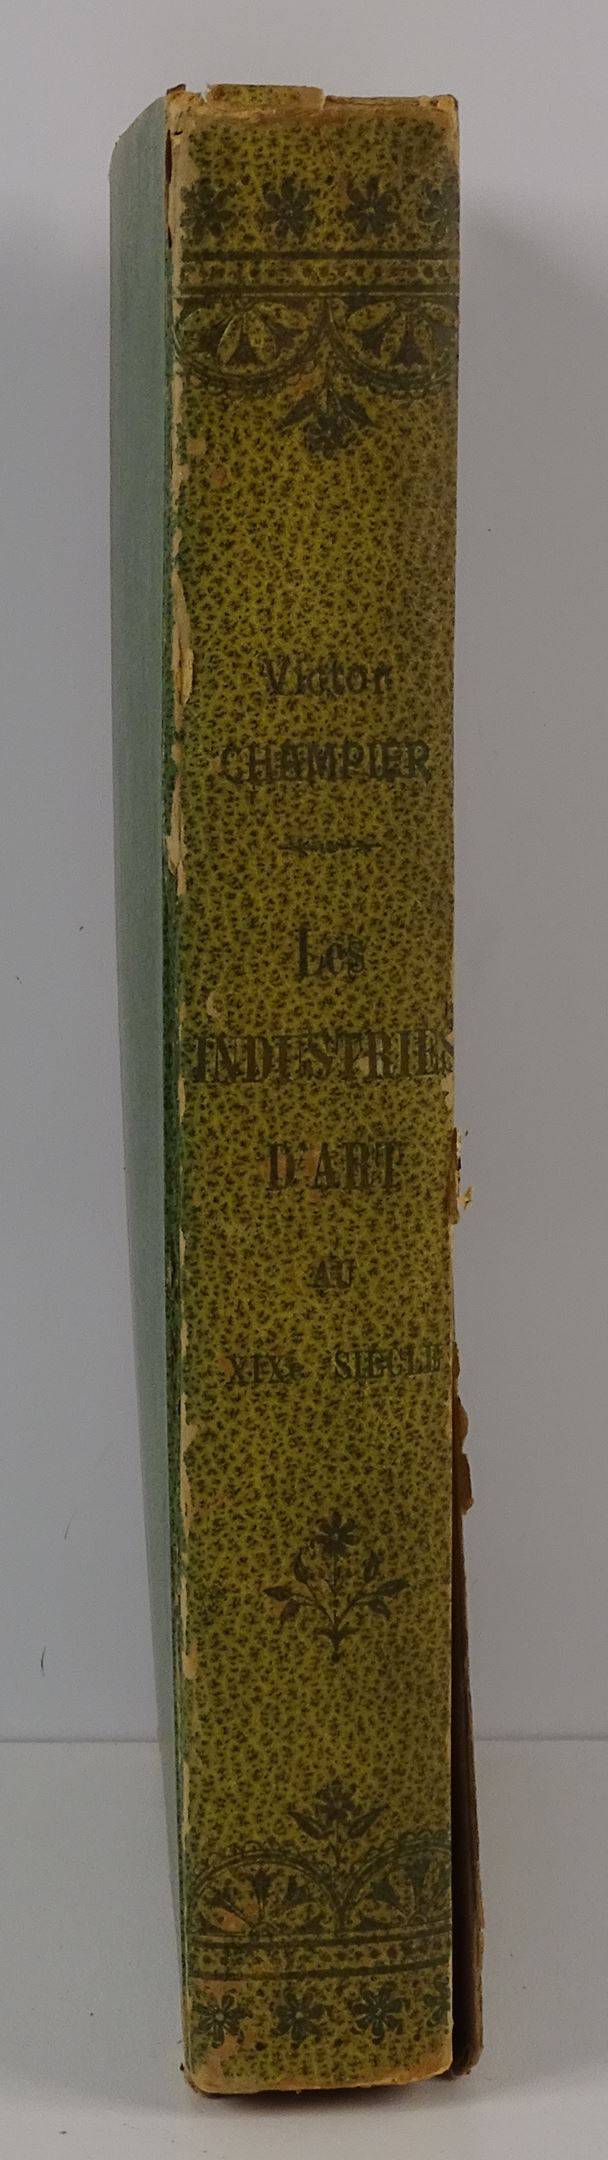 Victor
CHAMPIER
Les
INDUSTRIES
D'ART
AU
XIXe SIÈCLE